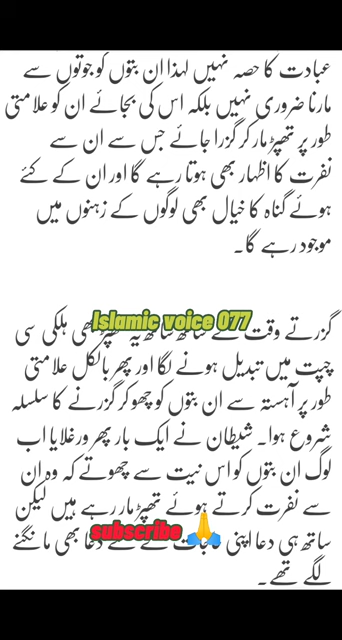 عبادت کا حصہ نہیں لہذا ان بتوں کو جوتوں سے
مارنا ضروری نہیں بلکہ اس کی بجائے ان کو علامتی
طور پر تھپڑ مار کر گزرا جائے جس سے ان سے
نفرت کا اظہار بھی ہوتا رہے گا اور ان کے کئے
ہوئے گناہ کا خیال بھی لوگوں کے زہنوں میں
موجود رہے گا۔
Islamic voice 077
گزرتے وقت کے ساتھ ساتھ یہ تھپڑ بھی ہلکی سی
چپت میں تبدیل ہونے لگا اور پھر بالکل علامتی
طور پر آہستہ سے ان بتوں کو چھو کر گزرنے کا سلسلہ
شروع ہوا۔ شیطان نے ایک بار پھر ورغلایا اب
لوگ ان بتوں کو اس نیت سے چھوتے کہ وہ ان
سے نفرت کرتے ہوئے تھپڑ مار رہے ہیں لیکن
subscribe 🙏
ساتھ ہی دعا اپنی دعا بھی مانگنے
لگے تھے۔